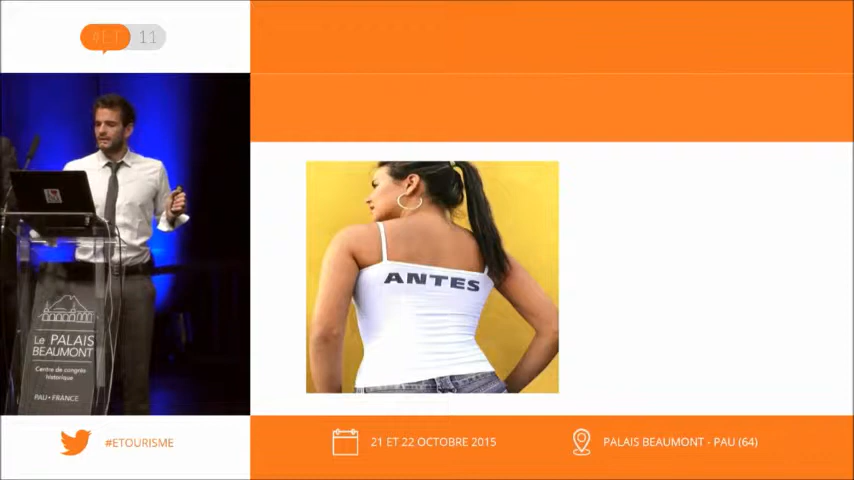 #ET 11
ANTES
Le PALAIS
BEAUMONT
Centre de congrès
historique
PAU•FRANCE
#ETOURISME
21 ET 22 OCTOBRE 2015
PALAIS BEAUMONT - PAU (64)